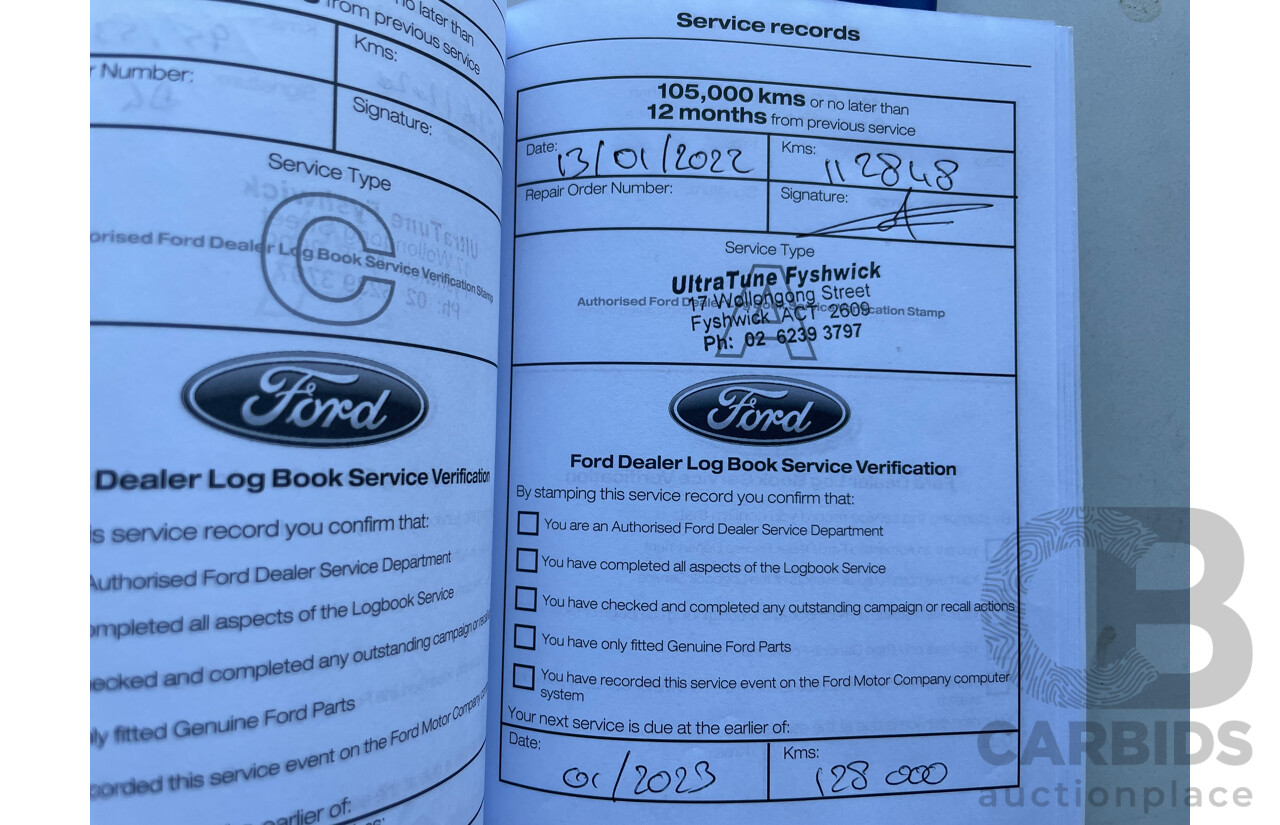 no later than
from previous service
Kms:
r Number:
Signature:
Service Type
C
orised Ford Dealer Log Book Service Verification Stamp
Ford
Dealer Log Book Service Verification
s service record you confirm that:
Authorised Ford Dealer Service Department
ompleted all aspects of the Logbook Service
ecked and completed any outstanding campaign or
ly fitted Genuine Ford Parts
orded this service event on the Ford Motor Company
earlier of:
Service records
105,000 kms or no later than
12 months from previous service
Date: 13/01/2022
Kms: 112848
Repair Order Number:
Signature:
Service Type
A
Authorised Ford Dealer Log Book Service Verification Stamp
UltraTune Fyshwick
17 Wollongong Street
Fyshwick ACT 2609
Ph: 02 6239 3797
Ford
Ford Dealer Log Book Service Verification
By stamping this service record you confirm that:
You are an Authorised Ford Dealer Service Department
You have completed all aspects of the Logbook Service
You have checked and completed any outstanding campaign or recall actions
You have only fitted Genuine Ford Parts
You have recorded this service event on the Ford Motor Company computer
system
Your next service is due at the earlier of:
Date: 01/2023
Kms: 128 000
CB
CARBIDS
auctionplace